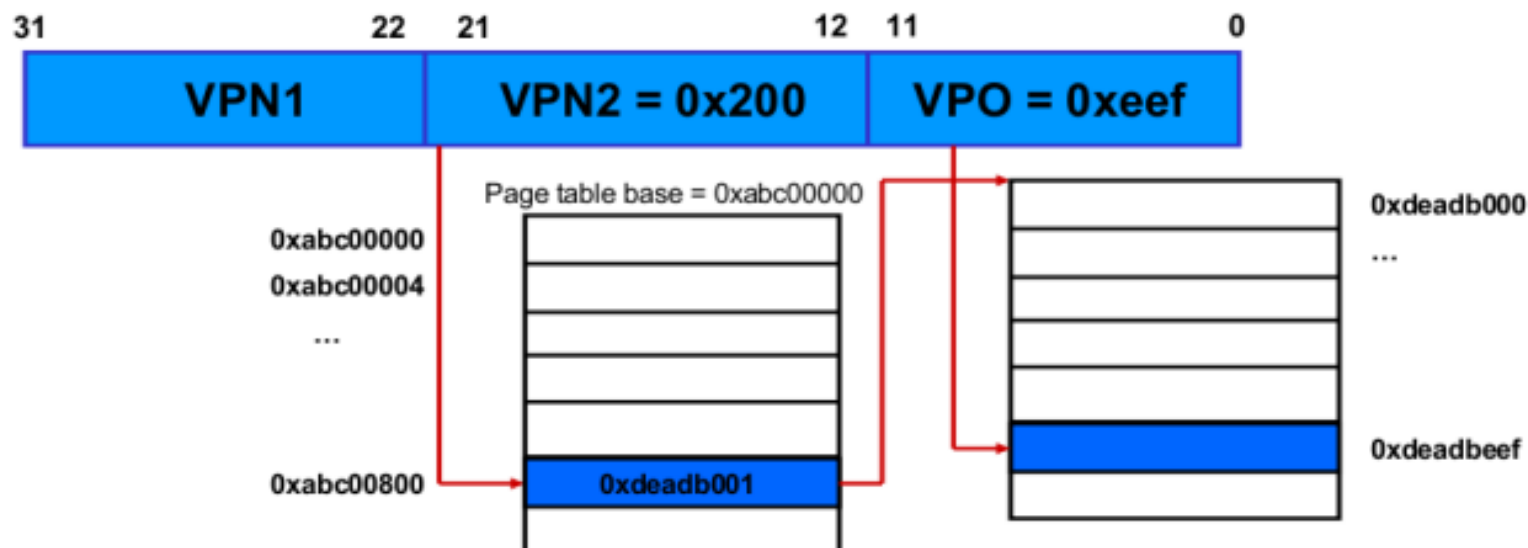 31 22 21 12 11 0
VPN1 VPN2 = 0x200 VPO = 0xeef
Page table base = 0xabc00000
0xabc00000
0xabc00004
...
0xabc00800
0xdeadb001
0xdeadb000
...
0xdeadbeef